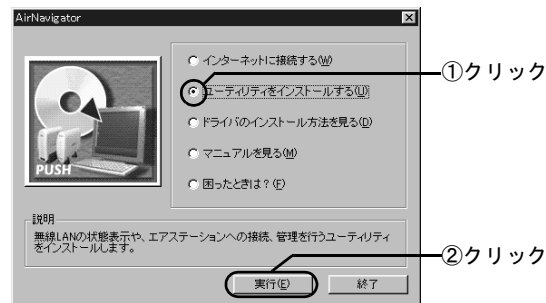 AirNavigator
インターネットに接続する(W)
ユーティリティをインストールする(U)
①クリック
ドライバのインストール方法を見る(D)
マニュアルを見る(M)
困ったときは？(F)
PUSH
説明
無線LANの状態表示や、エアステーションへの接続、管理を行うユーティリティ
をインストールします。
②クリック
実行(E)
終了